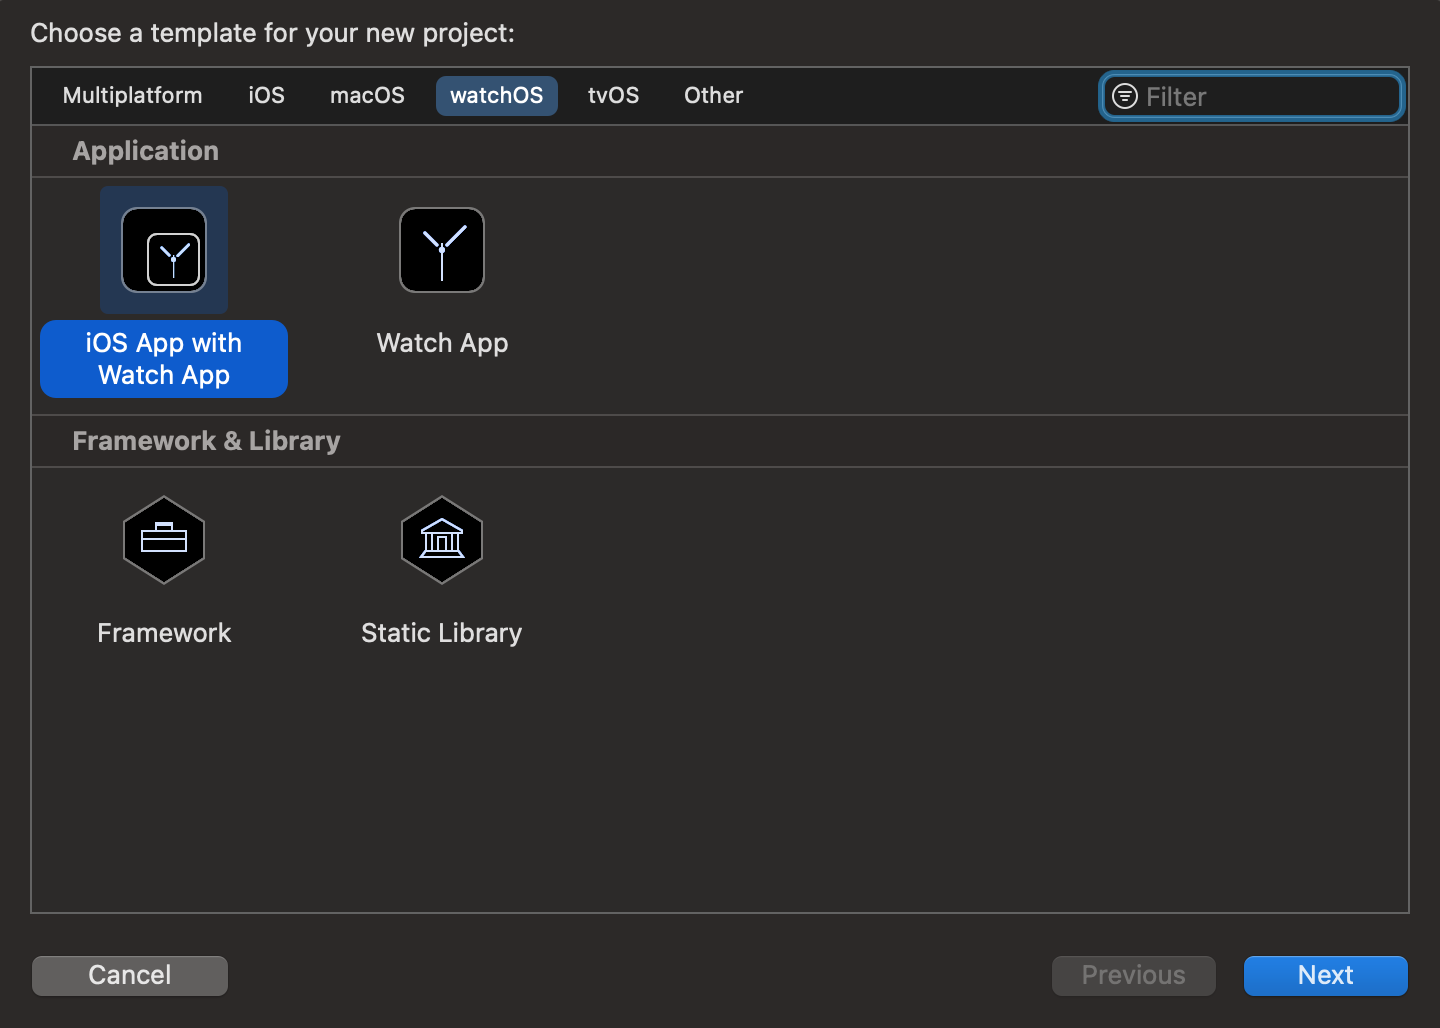 Choose a template for your new project:
Multiplatform iOS macOS watchOS tvOS Other Filter
Application
iOS App with
Watch App
Watch App
Framework & Library
Framework Static Library
Cancel Previous Next